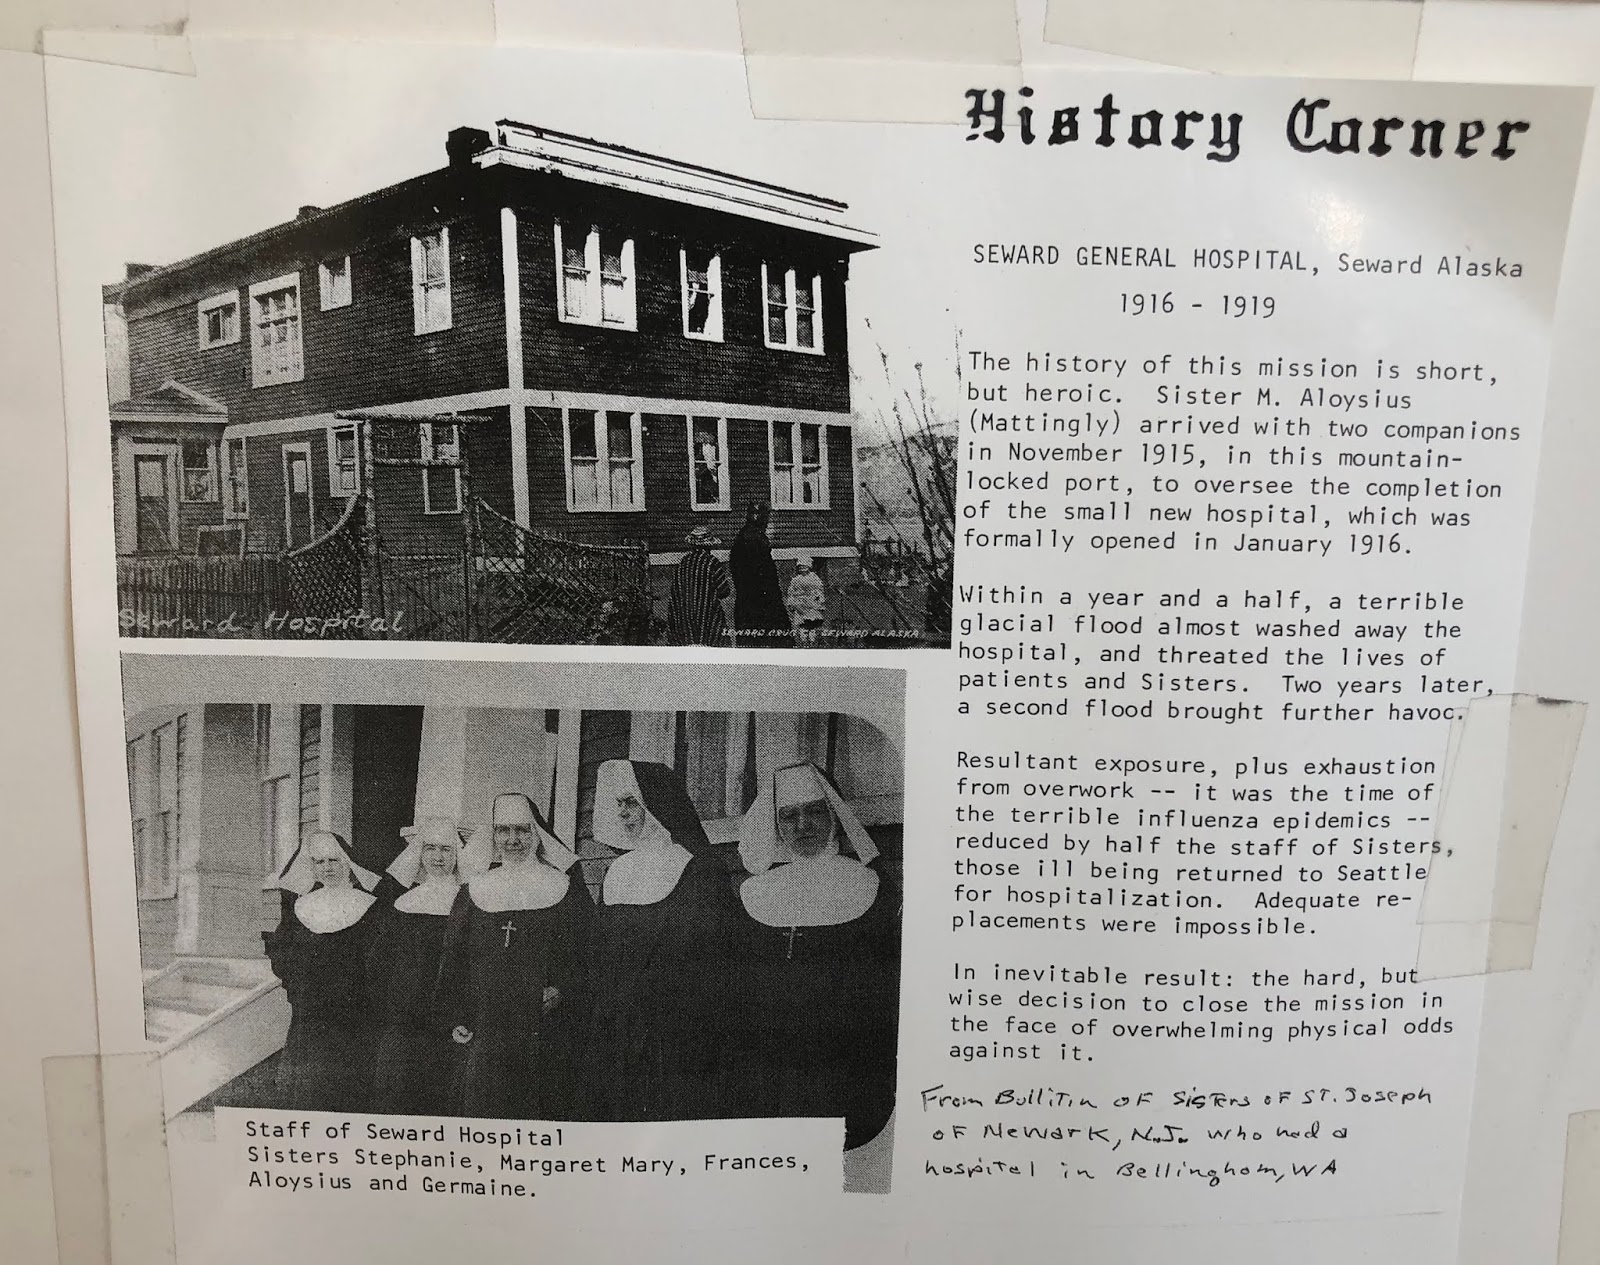 History Corner
SEWARD GENERAL HOSPITAL, Seward Alaska
1916 - 1919
The history of this mission is short,
but heroic. Sister M. Aloysius
(Mattingly) arrived with two companions
in November 1915, in this mountain-
locked port, to oversee the completion
of the small new hospital, which was
formally opened in January 1916.
Within a year and a half, a terrible
glacial flood almost washed away the
hospital, and threated the lives of
patients and Sisters. Two years later,
a second flood brought further havoc.
Resultant exposure, plus exhaustion
from overwork -- it was the time of
the terrible influenza epidemics --
reduced by half the staff of Sisters,
those ill being returned to Seattle
for hospitalization. Adequate re-
placements were impossible.
In inevitable result: the hard, but
wise decision to close the mission in
the face of overwhelming physical odds
against it.
From Bullitin of Sisters of St. Joseph
of Newark, N.J. who had a
hospital in Bellingham, WA
Seward Hospital
SEWARD DRUG CO SEWARD ALASKA
Staff of Seward Hospital
Sisters Stephanie, Margaret Mary, Frances,
Aloysius and Germaine.